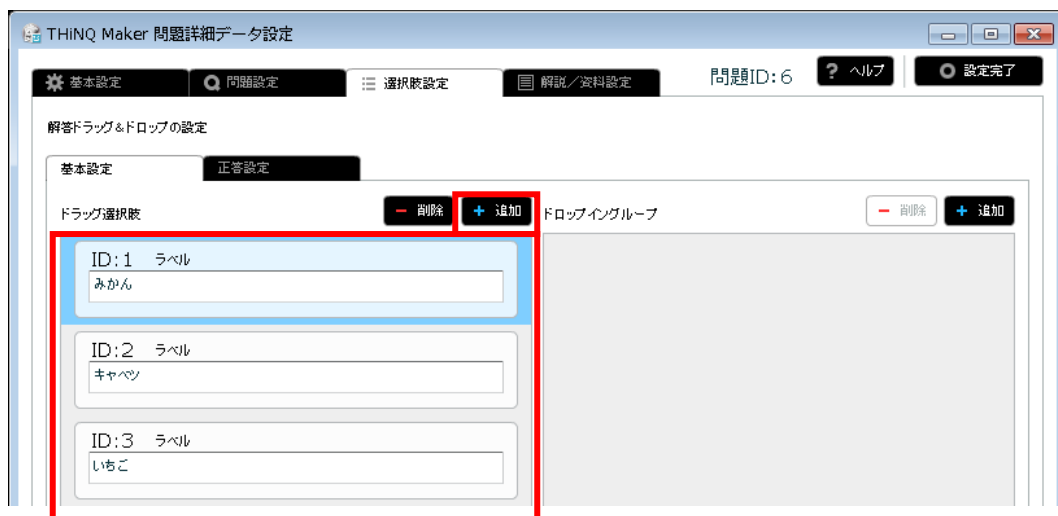 THiNQ Maker 問題詳細データ設定
基本設定 問題設定 選択肢設定 解説／資料設定 問題ID:6 ? ヘルプ 設定完了
解答ドラッグ＆ドロップの設定
基本設定 正答設定
ドラッグ選択肢 － 削除 ＋ 追加 ドロップイングループ － 削除 ＋ 追加
ID:1 ラベル
みかん
ID:2 ラベル
キャベツ
ID:3 ラベル
いちご